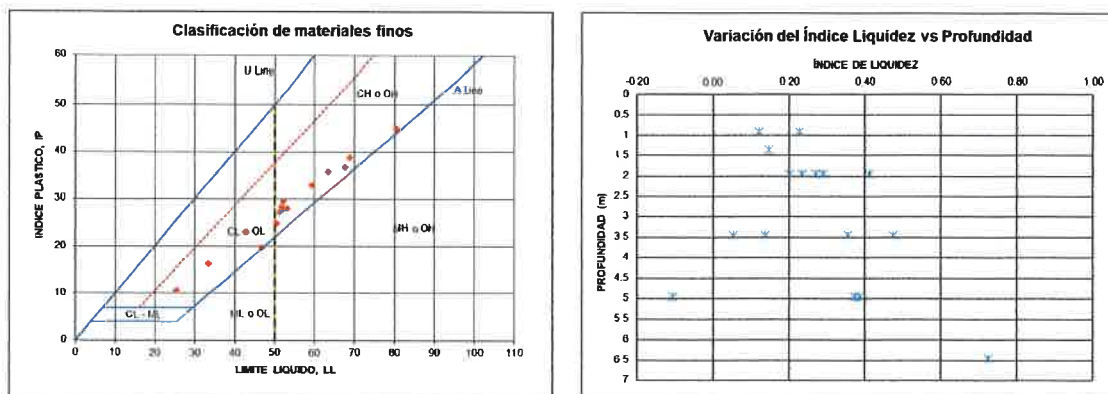 Clasificación de materiales finos
60
50
40
30
20
10
0
INDICE PLASTICO, IP
U Line
CH o OH
A Line
CL o OL
MH o OH
CL - ML
ML o OL
0 10 20 30 40 50 60 70 80 90 100 110
LIMITE LIQUIDO, LL
Variación del Índice Liquidez vs Profundidad
ÍNDICE DE LIQUIDEZ
-0 20 0 00 0 20 0 40 0 60 0 80 1 00
0
0 5
1
1 5
2
2 5
3
3 5
4
4 5
5
5 5
6
6 5
7
PROFUNDIDAD (m)